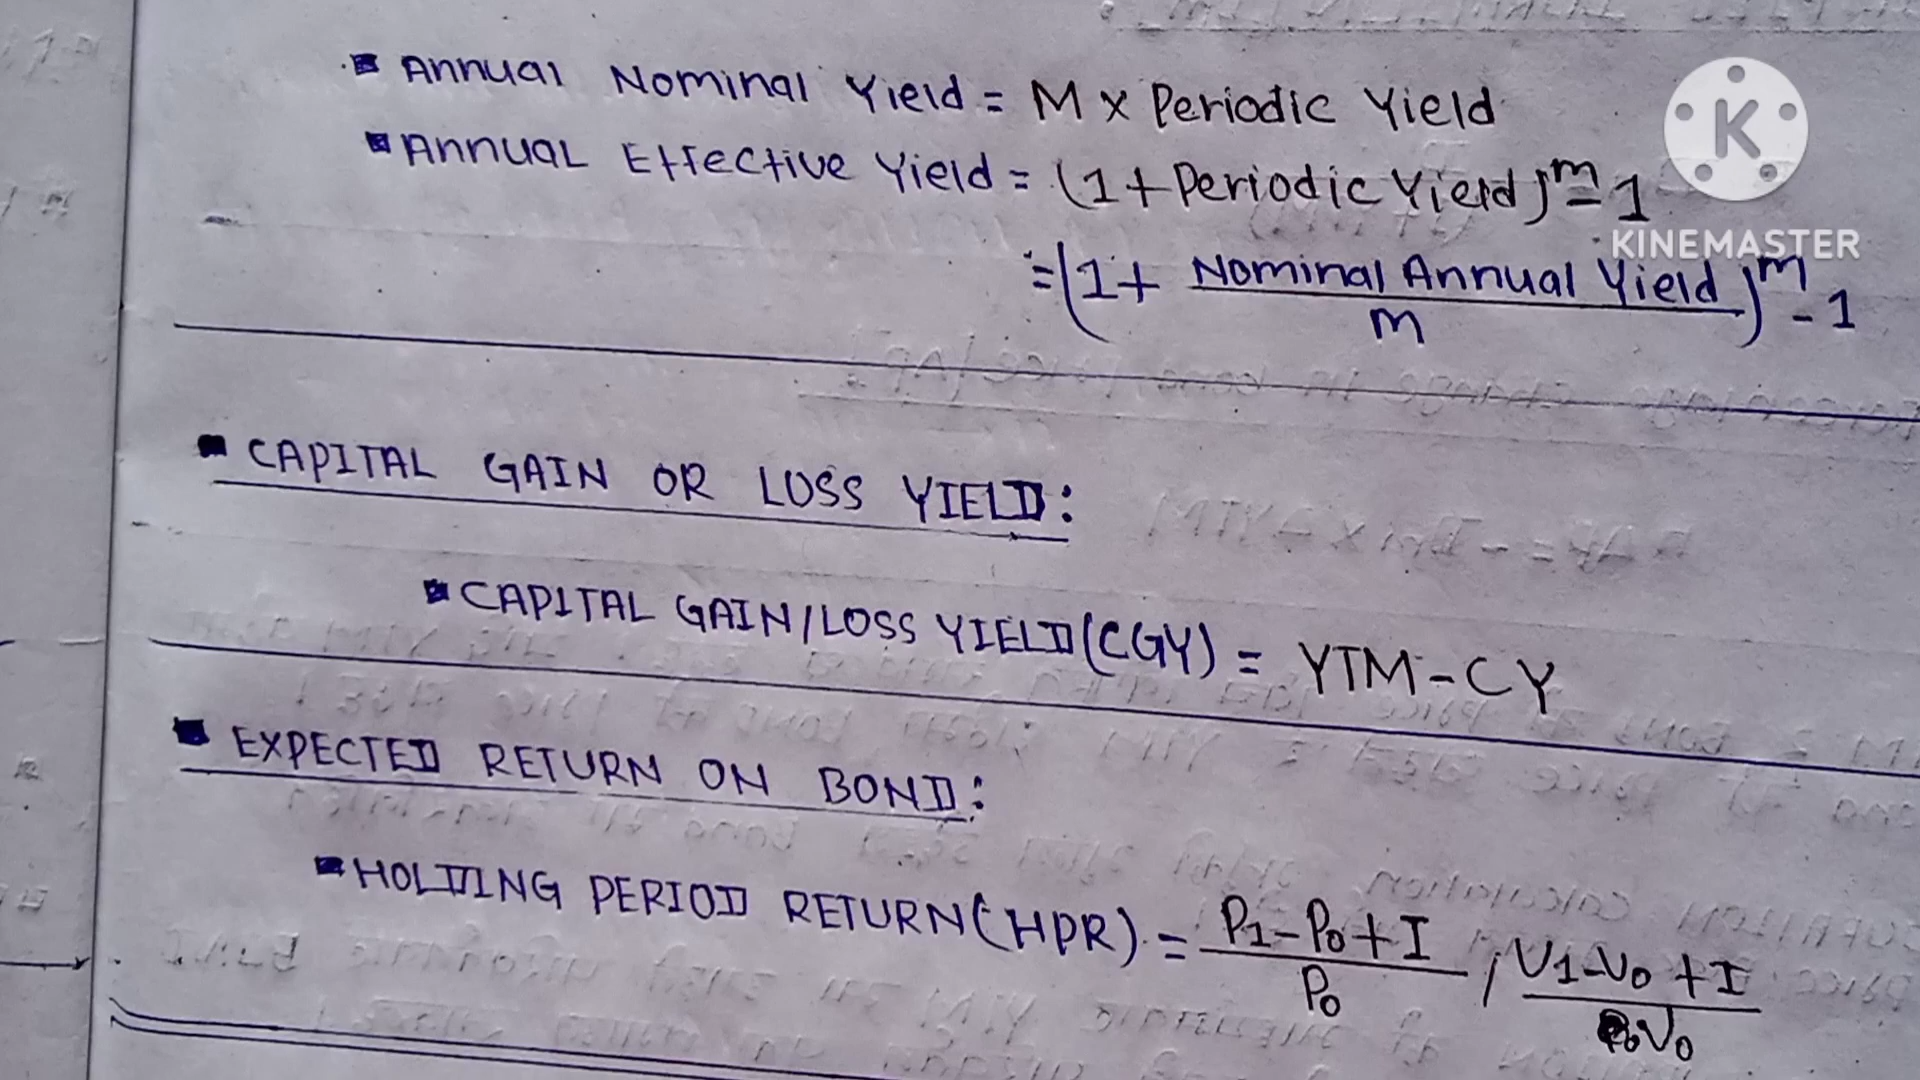 ▪ Annual Nominal Yield = M × Periodic Yield
▪ Annual Effective Yield = (1 + Periodic Yield)^m - 1
= (1 + Nominal Annual Yield / m)^m - 1
▪ CAPITAL GAIN OR LOSS YIELD:
▪ CAPITAL GAIN/LOSS YIELD (CGY) = YTM - CY
▪ EXPECTED RETURN ON BOND:
▪ HOLDING PERIOD RETURN (HPR) = P1 - P0 + I / P0 , V1 - V0 + I / V0
K
KINEMASTER